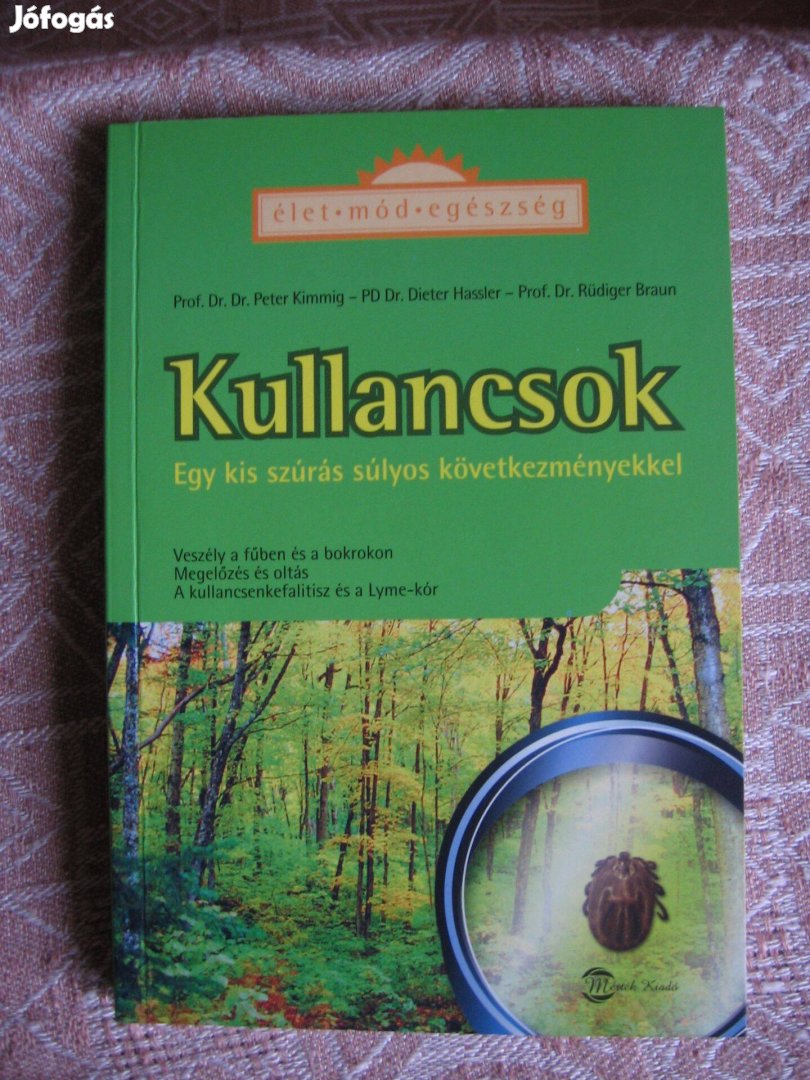 Jófogás
élet•mód•egészség
Prof. Dr. Dr. Peter Kimmig – PD Dr. Dieter Hassler – Prof. Dr. Rüdiger Braun
Kullancsok
Egy kis szúrás súlyos következményekkel
Veszély a fűben és a bokrokon
Megelőzés és oltás
A kullancsenkefalitisz és a Lyme-kór
Mérték Kiadó